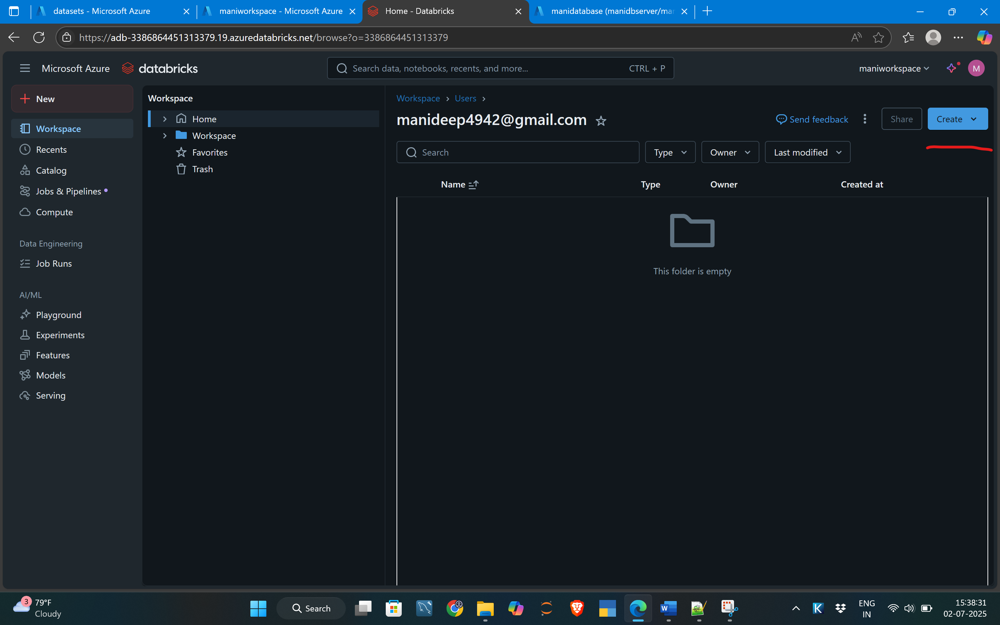 datasets - Microsoft Azure
maniworkspace - Microsoft Azure
Home - Databricks
manidatabase (manidbserver/mar
https://adb-3386864451313379.19.azuredatabricks.net/browse?o=3386864451313379
Microsoft Azure databricks
Search data, notebooks, recents, and more... CTRL + P
maniworkspace
M
New
Workspace
Recents
Catalog
Jobs & Pipelines
Compute
Data Engineering
Job Runs
AI/ML
Playground
Experiments
Features
Models
Serving
Workspace
Home
Workspace
Favorites
Trash
Workspace > Users >
manideep4942@gmail.com
Send feedback
Share
Create
Search
Type
Owner
Last modified
Name Type Owner Created at
This folder is empty
3
79°F
Cloudy
Search
W
K
ENG
IN
15:38:31
02-07-2025